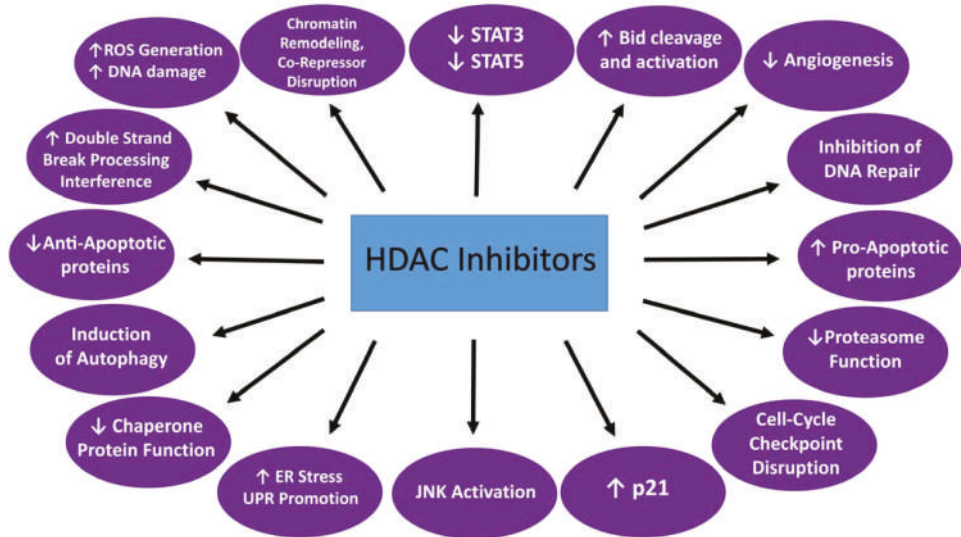 ↑ROS Generation
↑ DNA damage
Chromatin
Remodeling,
Co-Repressor
Disruption
↓ STAT3
↓ STAT5
↑ Bid cleavage
and activation
↓ Angiogenesis
↑ Double Strand
Break Processing
Interference
Inhibition of
DNA Repair
↓Anti-Apoptotic
proteins
HDAC Inhibitors
↑ Pro-Apoptotic
proteins
Induction
of Autophagy
↓Proteasome
Function
↓ Chaperone
Protein Function
Cell-Cycle
Checkpoint
Disruption
↑ ER Stress
UPR Promotion
JNK Activation
↑ p21